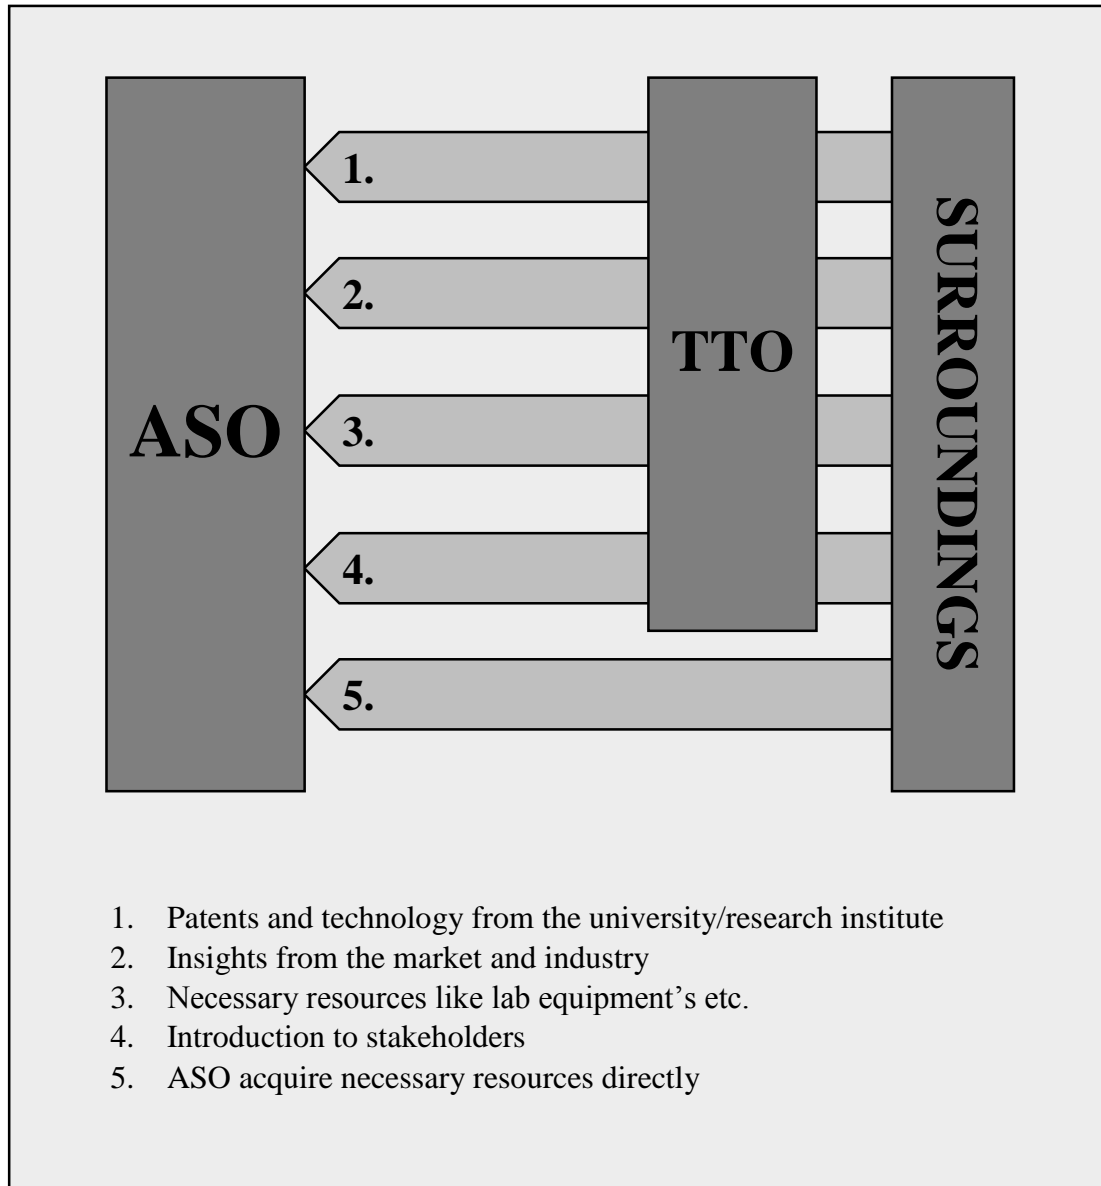 ASO
1.
2.
3.
4.
5.
TTO
SURROUNDINGS
1. Patents and technology from the university/research institute
2. Insights from the market and industry
3. Necessary resources like lab equipment’s etc.
4. Introduction to stakeholders
5. ASO acquire necessary resources directly